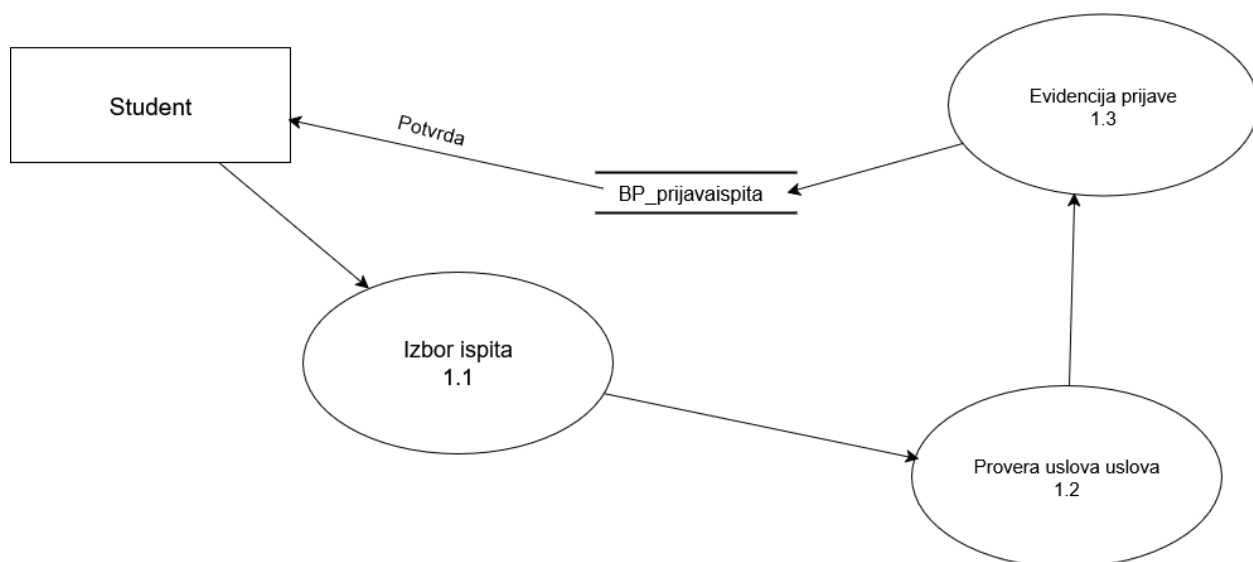 Student
Evidencija prijave
1.3
Potvrda
BP_prijavaispita
Izbor ispita
1.1
Provera uslova uslova
1.2